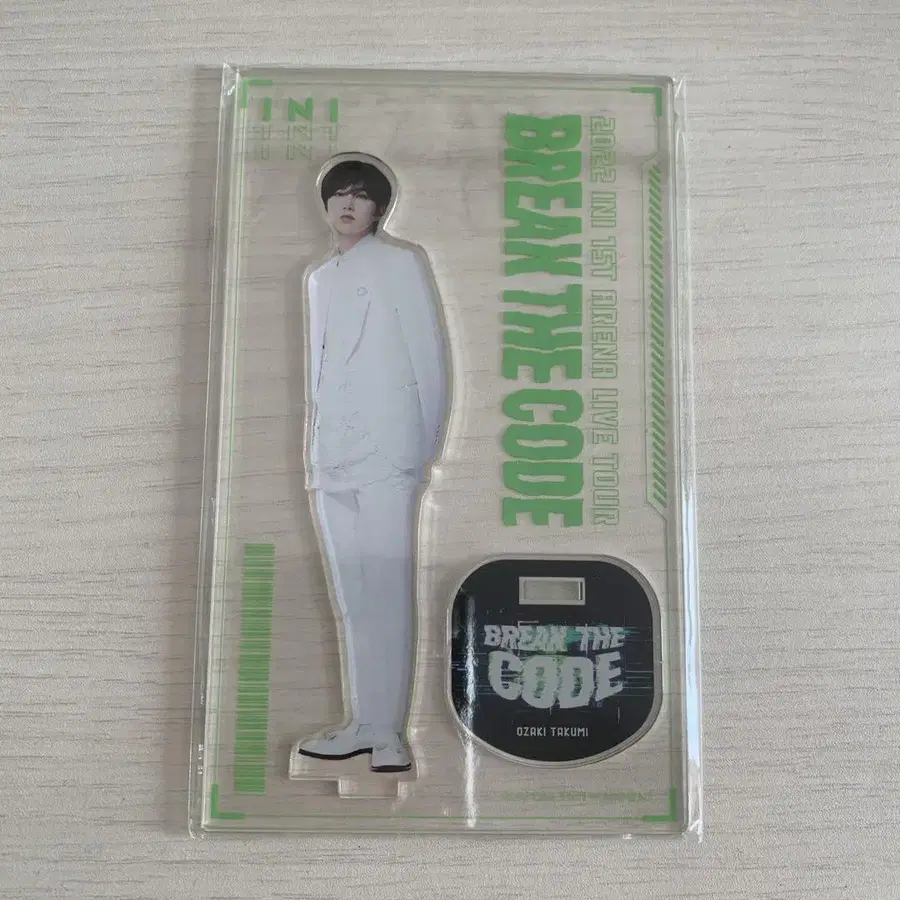 INI
2022 INI 1ST ARENA LIVE TOUR
BREAK THE CODE
BREAK THE
CODE
OZAKI TAKUMI